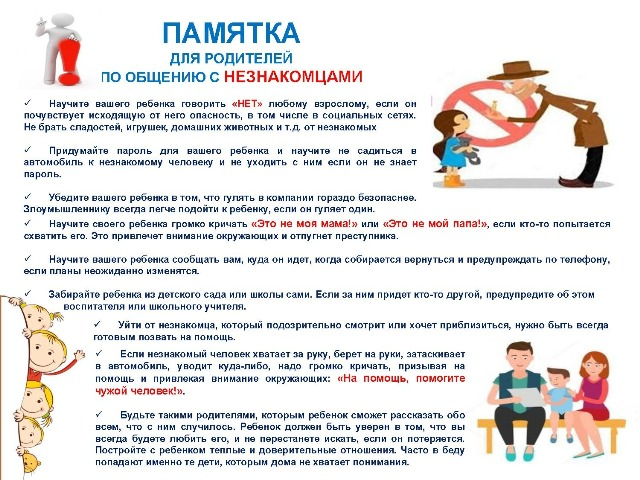 ПАМЯТКА
ДЛЯ РОДИТЕЛЕЙ
ПО ОБЩЕНИЮ С НЕЗНАКОМЦАМИ
✓ Научите вашего ребенка говорить «НЕТ» любому взрослому, если он
почувствует исходящую от него опасность, в том числе в социальных сетях.
Не брать сладостей, игрушек, домашних животных и т.д. от незнакомых
✓ Придумайте пароль для вашего ребенка и научите не садиться в
автомобиль к незнакомому человеку и не уходить с ним если он не знает
пароль.
✓ Убедите вашего ребенка в том, что гулять в компании гораздо безопаснее.
Злоумышленнику всегда легче подойти к ребенку, если он гуляет один.
✓ Научите своего ребенка громко кричать «Это не моя мама!» или «Это не мой папа!», если кто-то попытается
схватить его. Это привлечет внимание окружающих и отпугнет преступника.
✓ Научите вашего ребенка сообщать вам, куда он идет, когда собирается вернуться и предупреждать по телефону,
если планы неожиданно изменятся.
✓ Забирайте ребенка из детского сада или школы сами. Если за ним придет кто-то другой, предупредите об этом
воспитателя или школьного учителя.
✓ Уйти от незнакомца, который подозрительно смотрит или хочет приблизиться, нужно быть всегда
готовым позвать на помощь.
✓ Если незнакомый человек хватает за руку, берет на руки, затаскивает
в автомобиль, уводит куда-либо, надо громко кричать, призывая на
помощь и привлекая внимание окружающих: «На помощь, помогите
чужой человек!».
✓ Будьте такими родителями, которым ребенок сможет рассказать обо
всем, что с ним случилось. Ребенок должен быть уверен в том, что вы
всегда будете любить его, и не перестанете искать, если он потеряется.
Постройте с ребенком теплые и доверительные отношения. Часто в беду
попадают именно те дети, которым дома не хватает понимания.